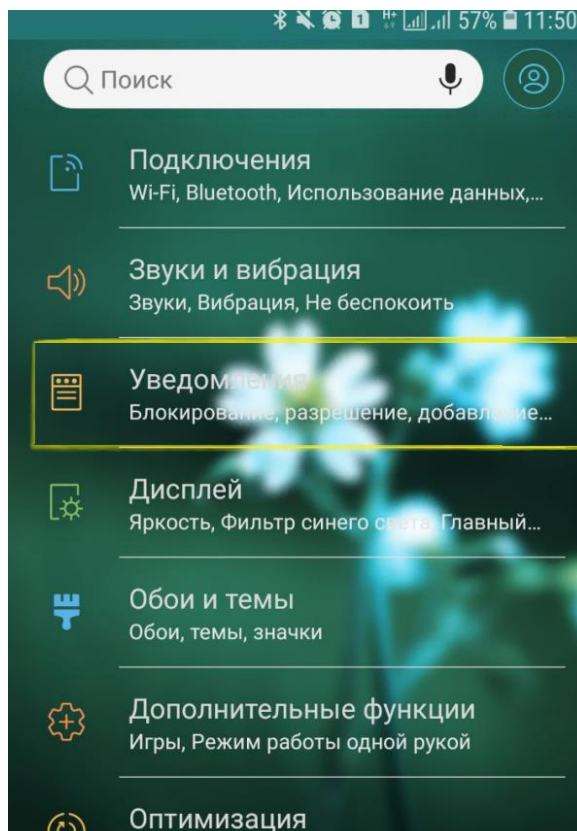 H+ 57% 11:50
Поиск
Подключения
Wi-Fi, Bluetooth, Использование данных,...
Звуки и вибрация
Звуки, Вибрация, Не беспокоить
Уведомления
Блокирование, разрешение, добавление...
Дисплей
Яркость, Фильтр синего света, Главный...
Обои и темы
Обои, темы, значки
Дополнительные функции
Игры, Режим работы одной рукой
Оптимизация